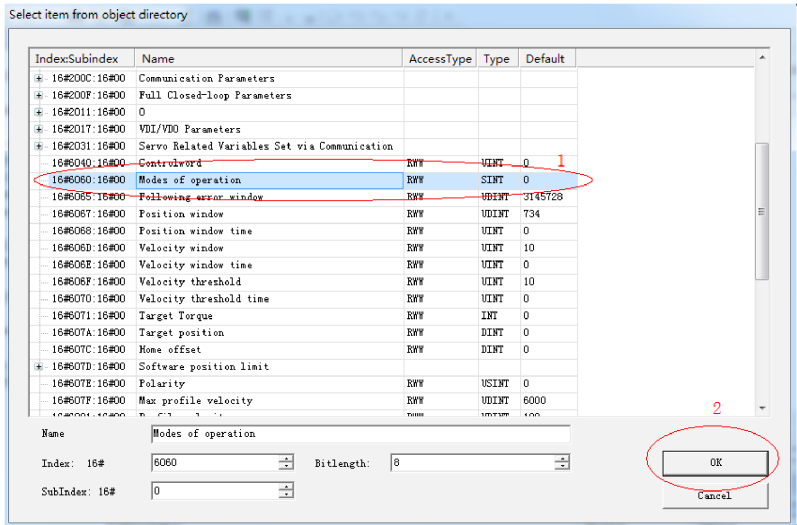 Select item from object directory
Index:Subindex Name AccessType Type Default
16#200C:16#00 Communication Parameters
16#200F:16#00 Full Closed-loop Parameters
16#2011:16#00 0
16#2017:16#00 VDI/VDO Parameters
16#2031:16#00 Servo Related Variables Set via Communication
16#6040:16#00 Controlword RWW UINT 0 1
16#6060:16#00 Modes of operation RWW SINT 0
16#6065:16#00 Following error window RWW UDINT 3145728
16#6067:16#00 Position window RWW UDINT 734
16#6068:16#00 Position window time RWW UINT 0
16#606D:16#00 Velocity window RWW UINT 10
16#606E:16#00 Velocity window time RWW UINT 0
16#606F:16#00 Velocity threshold RWW UINT 10
16#6070:16#00 Velocity threshold time RWW UINT 0
16#6071:16#00 Target Torque RWW INT 0
16#607A:16#00 Target position RWW DINT 0
16#607C:16#00 Home offset RWW DINT 0
16#607D:16#00 Software position limit
16#607E:16#00 Polarity RWW USINT 0
16#607F:16#00 Max profile velocity RWW UDINT 6000
2
Name Modes of operation
Index: 16# 6060 Bitlength: 8 OK
SubIndex: 16# 0 Cancel